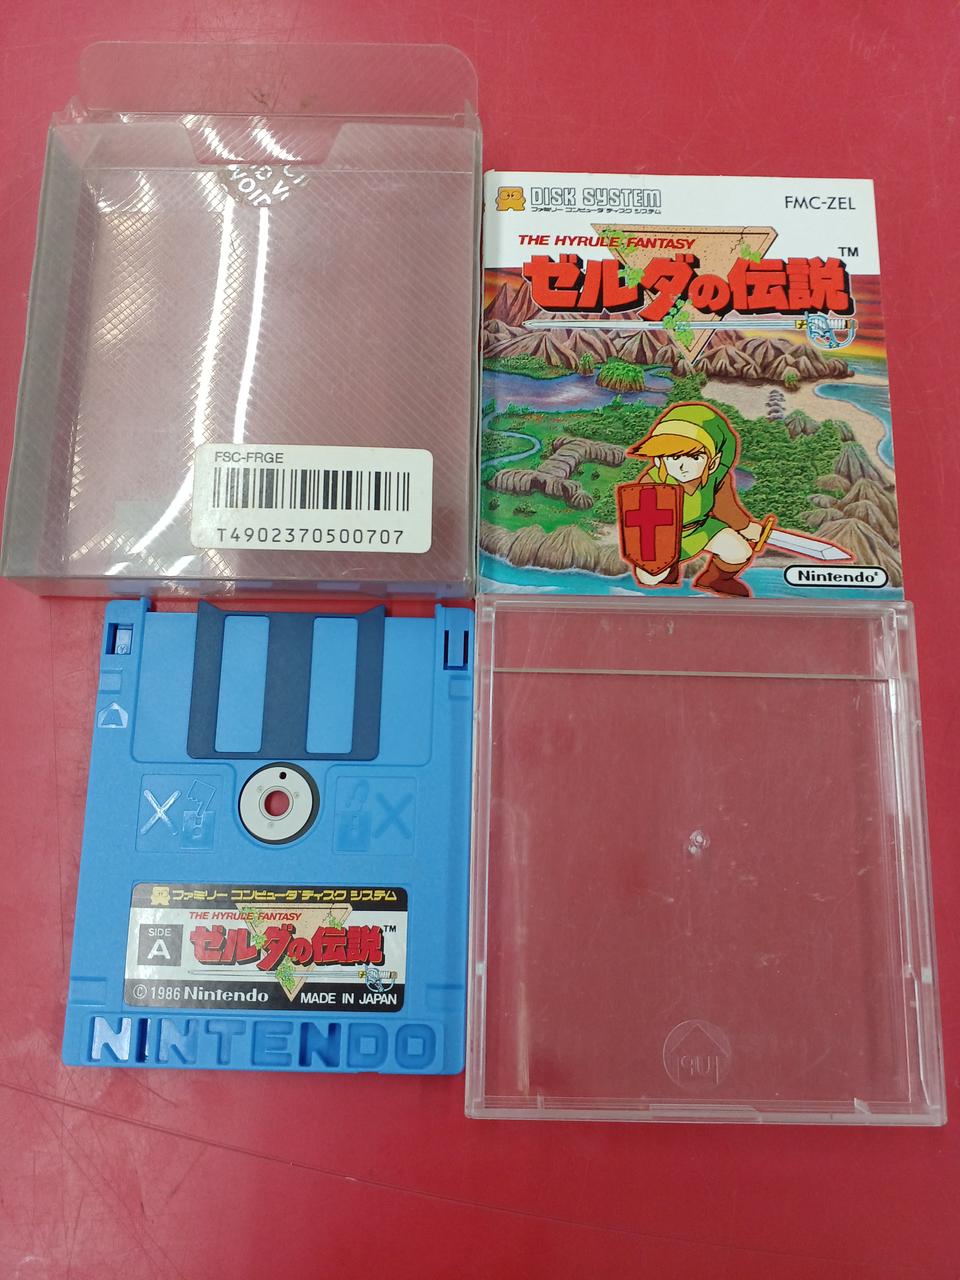 DISK SYSTEM
ファミリー コンピュータ ディスク システム
FMC-ZEL
THE HYRULE FANTASY
ゼルダの伝説
TM
Nintendo®
FSC-FRGE
T4902370500707
ファミリー コンピュータ ディスク システム
THE HYRULE FANTASY
SIDE
A
ゼルダの伝説
TM
© 1986 Nintendo
MADE IN JAPAN
NINTENDO
UP